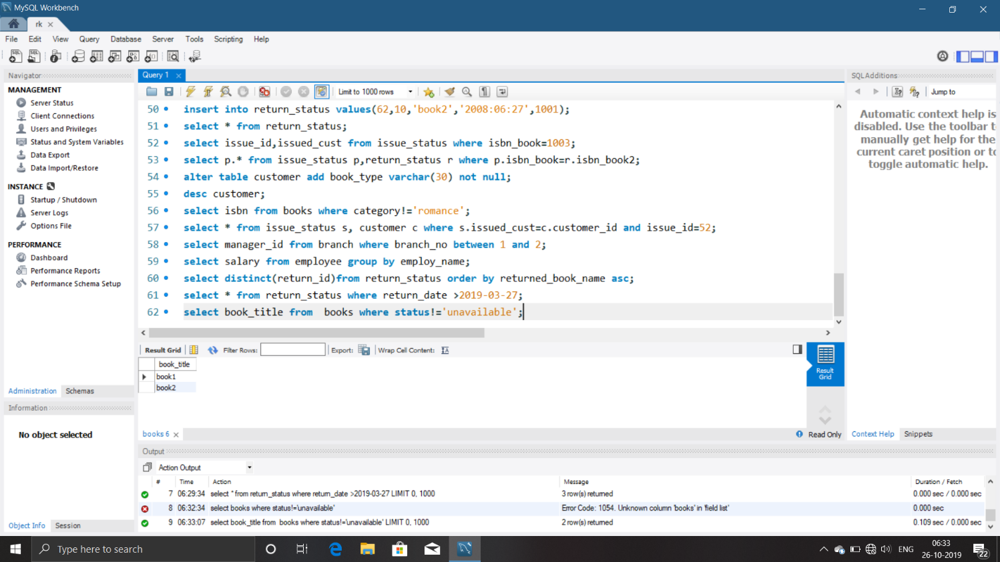 MySQL Workbench
rk
File Edit View Query Database Server Tools Scripting Help
Navigator
MANAGEMENT
Server Status
Client Connections
Users and Privileges
Status and System Variables
Data Export
Data Import/Restore
INSTANCE
Startup / Shutdown
Server Logs
Options File
PERFORMANCE
Dashboard
Performance Reports
Performance Schema Setup
Administration Schemas
Information
No object selected
Object Info Session
Query 1
Limit to 1000 rows
50 insert into return_status values(62,10,'book2','2008:06:27',1001);
51 select * from return_status;
52 select issue_id,issued_cust from issue_status where isbn_book=1003;
53 select p.* from issue_status p,return_status r where p.isbn_book=r.isbn_book2;
54 alter table customer add book_type varchar(30) not null;
55 desc customer;
56 select isbn from books where category!='romance';
57 select * from issue_status s, customer c where s.issued_cust=c.customer_id and issue_id=52;
58 select manager_id from branch where branch_no between 1 and 2;
59 select salary from employee group by employ_name;
60 select distinct(return_id)from return_status order by returned_book_name asc;
61 select * from return_status where return_date >2019-03-27;
62 select book_title from  books where status!='unavailable';
Result Grid Filter Rows: Export: Wrap Cell Content:
book_title
book1
book2
Result
Grid
books 6
Read Only
SQLAdditions
Jump to
Automatic context help is
disabled. Use the toolbar t
manually get help for the
current caret position or to
toggle automatic help.
Context Help Snippets
Output
Action Output
# Time Action Message Duration / Fetch
7 06:29:34 select * from return_status where return_date >2019-03-27 LIMIT 0, 1000 3 row(s) returned 0.000 sec / 0.000 sec
8 06:32:34 select books where status!='unavailable' Error Code: 1054. Unknown column 'books' in 'field list' 0.000 sec
9 06:33:07 select book_title from  books where status!='unavailable' LIMIT 0, 1000 2 row(s) returned 0.109 sec / 0.000 sec
Type here to search
ENG
06:33
26-10-2019
22